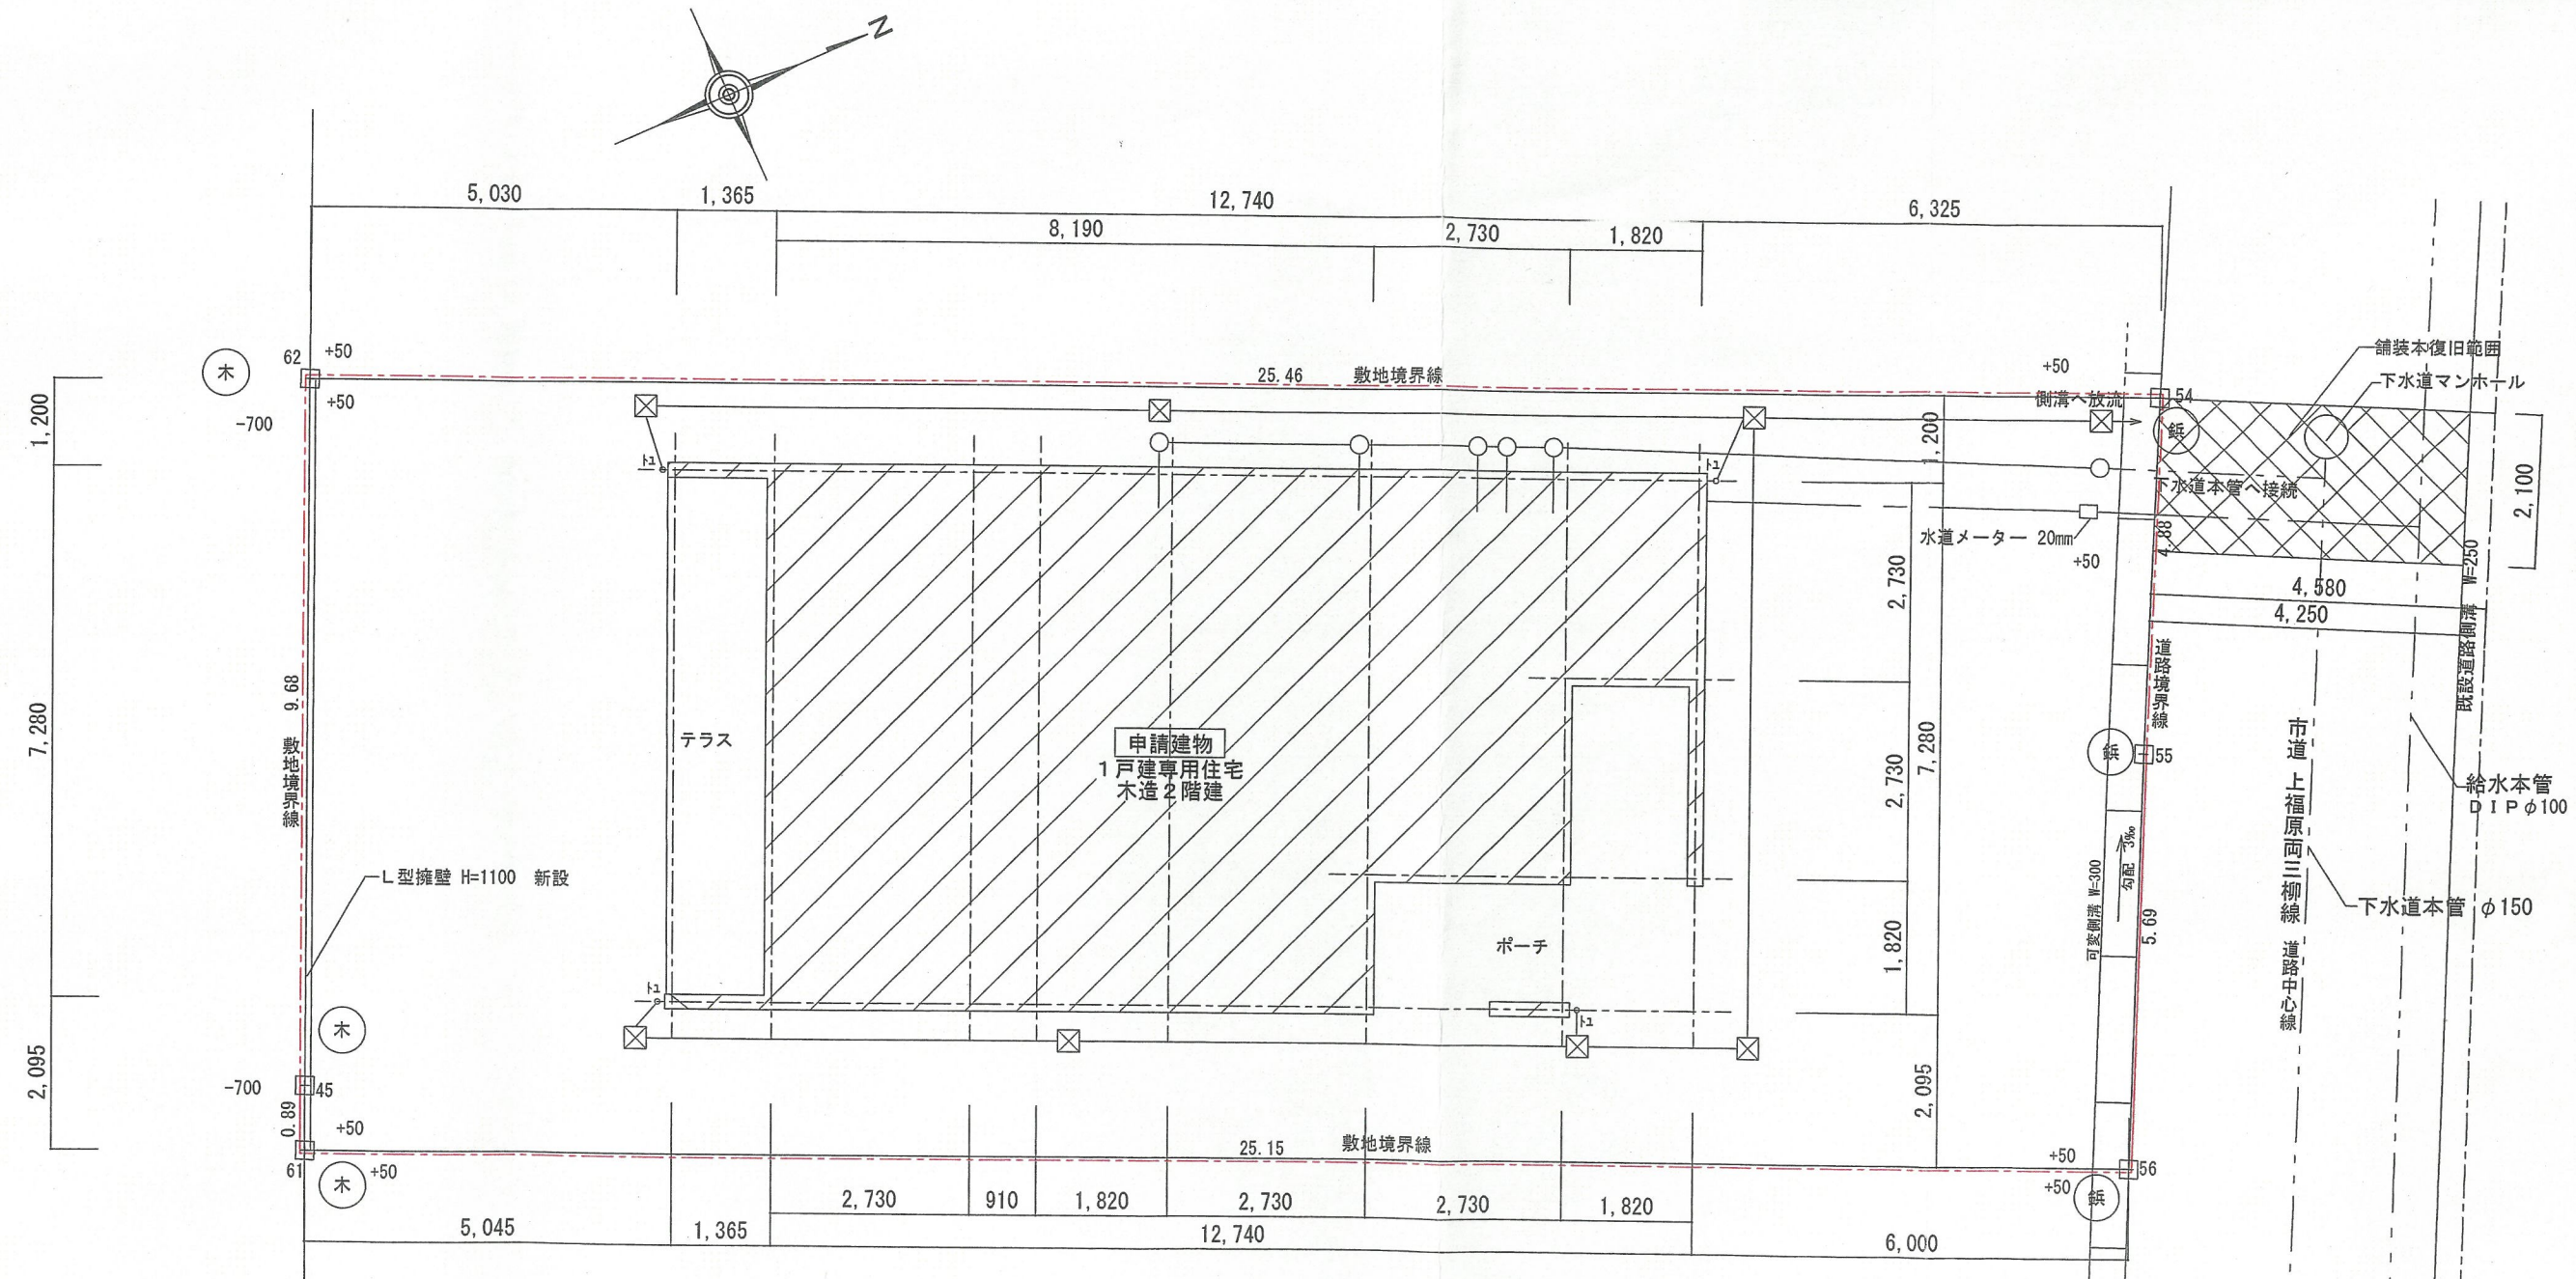 N
5,030
1,365
12,740
6,325
8,190
2,730
1,820
木
62
+50
+50
-700
25.46
敷地境界線
+50
側溝へ放流
54
鋲
舗装本復旧範囲
下水道マンホール
1,200
1,200
2,100
ﾄﾕ
ﾄﾕ
下水道本管へ接続
水道メーター 20mm
+50
4.88
4,580
4,250
既設道路側溝 W=250
2,730
道路境界線
7,280
9.68
敷地境界線
テラス
申請建物
1戸建専用住宅
木造2階建
2,730
7,280
鋲
55
市道 上福原両三柳線 道路中心線
給水本管
DIPφ100
L型擁壁 H=1100 新設
可変側溝 W=300
勾配 3‰
5.69
下水道本管 φ150
1,820
ポーチ
ﾄﾕ
ﾄﾕ
木
2,095
-700
45
0.89
+50
61
木
+50
25.15
敷地境界線
2,095
+50
+50
56
鋲
2,730
910
1,820
2,730
2,730
1,820
5,045
1,365
12,740
6,000